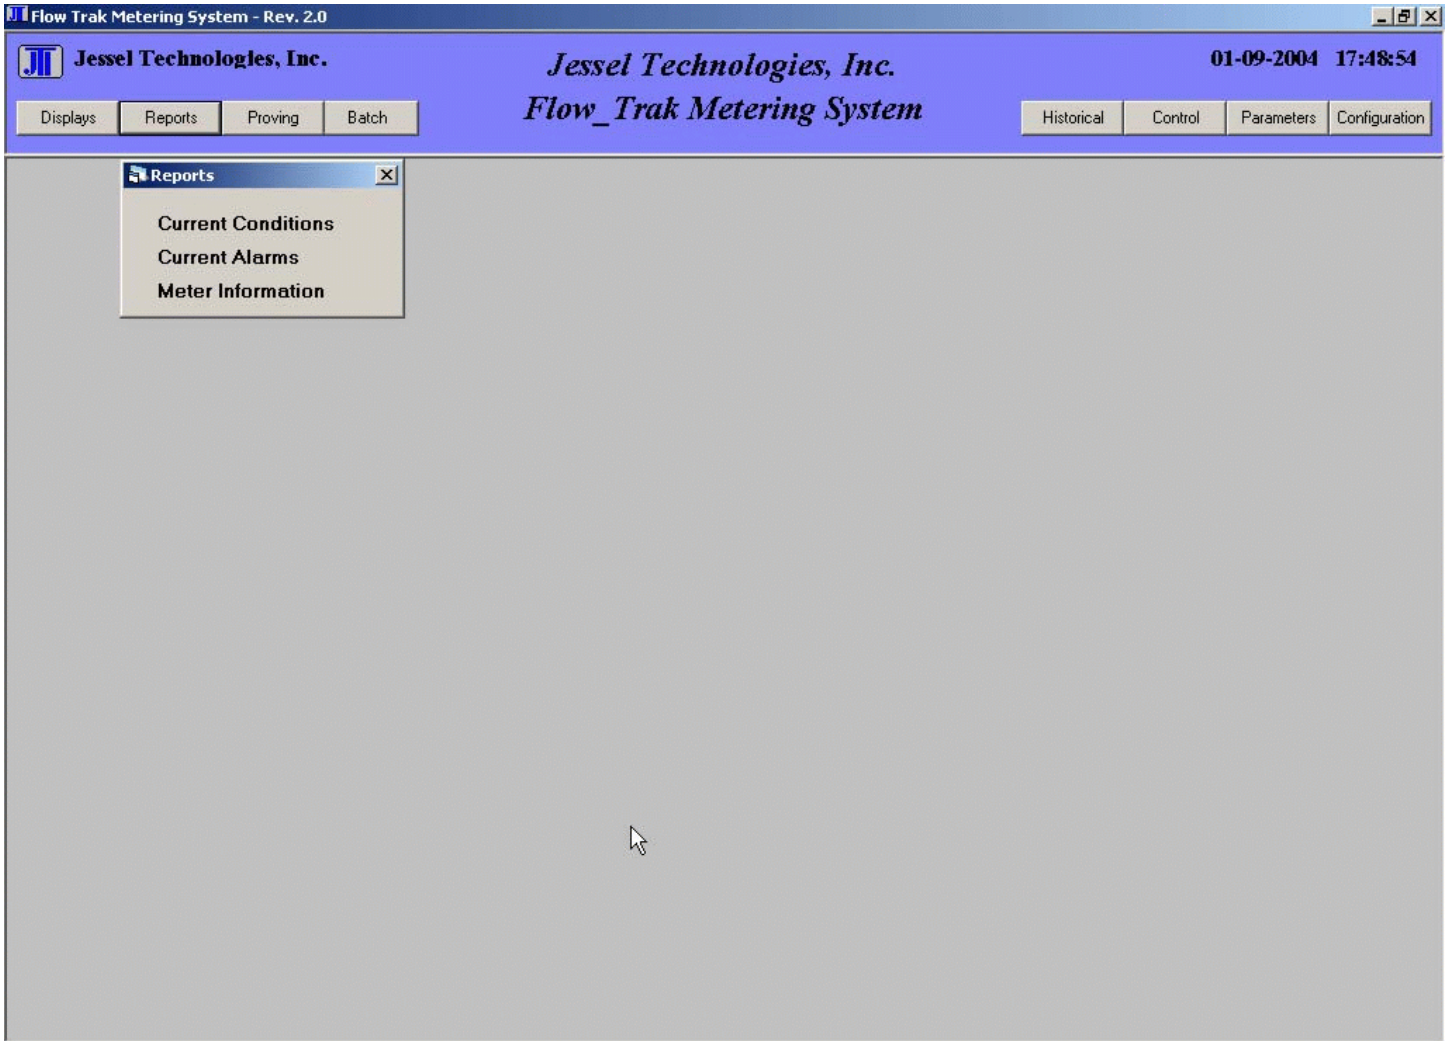 Flow Trak Metering System - Rev. 2.0
JTI Jessel Technologies, Inc.
Jessel Technologies, Inc.
01-09-2004 17:48:54
Flow_Trak Metering System
Displays Reports Proving Batch
Historical Control Parameters Configuration
Reports
Current Conditions
Current Alarms
Meter Information